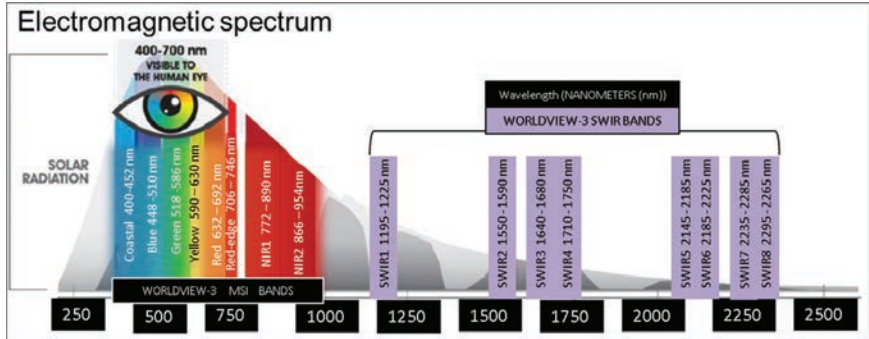 Electromagnetic spectrum
400-700 nm
VISIBLE TO
THE HUMAN EYE
SOLAR
RADIATION
Wavelength (NANOMETERS (nm))
WORLDVIEW-3 SWIR BANDS
Coastal 400-452 nm
Blue 448 -510 nm
Green 518 -586 nm
Yellow 590 – 630 nm
Red 632 – 692 nm
Red-edge 706 – 746 nm
NIR1 772 – 890 nm
NIR2 866 – 954nm
SWIR1 1195 -1225 nm
SWIR2 1550 -1590 nm
SWIR3 1640 -1680 nm
SWIR4 1710 -1750 nm
SWIR5 2145 -2185 nm
SWIR6 2185 -2225 nm
SWIR7 2235 -2285 nm
SWIR8 2295 -2265 nm
WORLDVIEW-3 MSI BANDS
250 500 750 1000 1250 1500 1750 2000 2250 2500